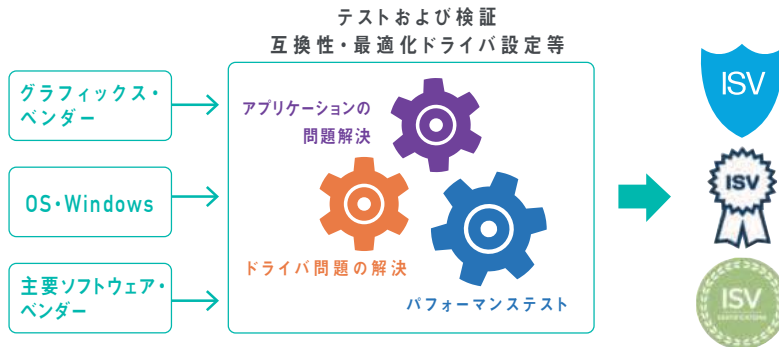 テストおよび検証
互換性・最適化ドライバ設定等
グラフィックス・
ベンダー
OS・Windows
主要ソフトウェア・
ベンダー
アプリケーションの
問題解決
ドライバ問題の解決
パフォーマンステスト
ISV
ISV
ISV
CERTIFICATIONS